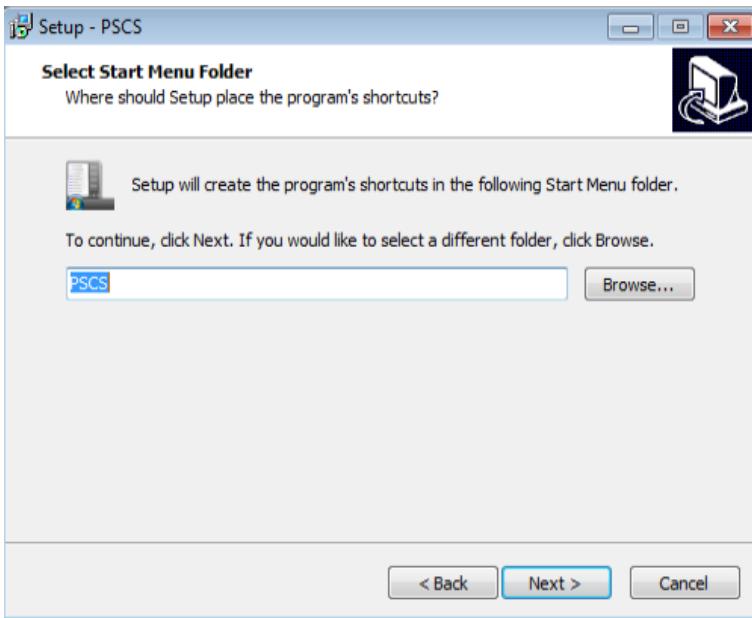 Setup - PSCS
Select Start Menu Folder
Where should Setup place the program's shortcuts?
Setup will create the program's shortcuts in the following Start Menu folder.
To continue, click Next. If you would like to select a different folder, click Browse.
PSCS
Browse...
< Back
Next >
Cancel